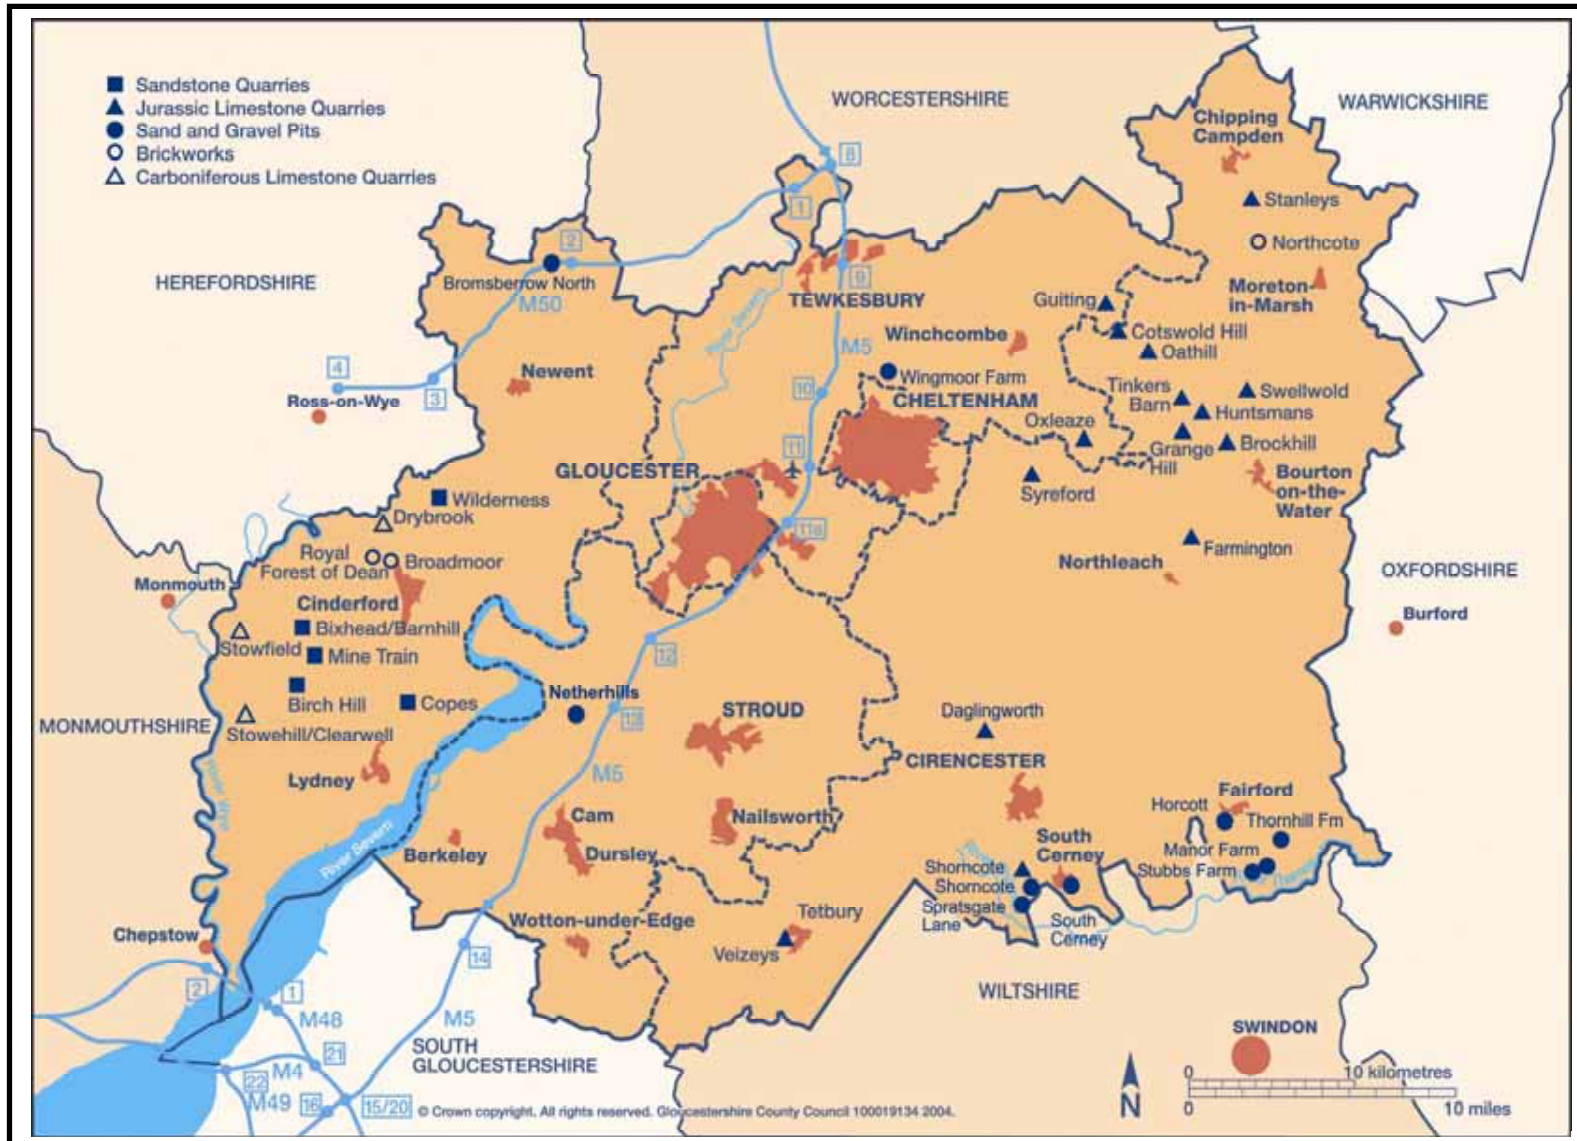 Sandstone Quarries
Jurassic Limestone Quarries
Sand and Gravel Pits
Brickworks
Carboniferous Limestone Quarries
WORCESTERSHIRE
WARWICKSHIRE
HEREFORDSHIRE
Chipping
Campden
8
1
2
Stanleys
Northcote
Bromsberrow North
M50
9
TEWKESBURY
Moreton-
in-Marsh
Guiting
Cotswold Hill
Oathill
Winchcombe
M5
Wingmoor Farm
CHELTENHAM
10
4
3
Ross-on-Wye
Newent
Tinkers
Barn
Swellwold
Huntsmans
Oxleaze
Grange
Hill
Brockhill
11
GLOUCESTER
Syreford
Bourton
on-the-
Water
Wilderness
Drybrook
11a
Royal
Forest of Dean
Broadmoor
Farmington
Northleach
OXFORDSHIRE
Monmouth
Cinderford
Burford
Bixhead/Barnhill
Stowfield
Mine Train
12
Birch Hill
Copes
Netherhills
13
STROUD
Daglingworth
MONMOUTHSHIRE
Stowehill/Clearwell
CIRENCESTER
Lydney
River Wye
M5
Fairford
Horcott
Thornhill Fm
Cam
Nailsworth
South
Cerney
Manor Farm
Stubbs Farm
River Severn
River Severn
Berkeley
Dursley
Shorncote
Shorncote
Spratsgate
Lane
South
Cerney
Wotton-under-Edge
Tetbury
Veizeys
Chepstow
14
2
1
WILTSHIRE
M48
M5
SOUTH
GLOUCESTERSHIRE
21
M4
22
M49
16
15/20
SWINDON
N
0
10 kilometres
0
10 miles
© Crown copyright. All rights reserved. Gloucestershire County Council 100019134 2004.